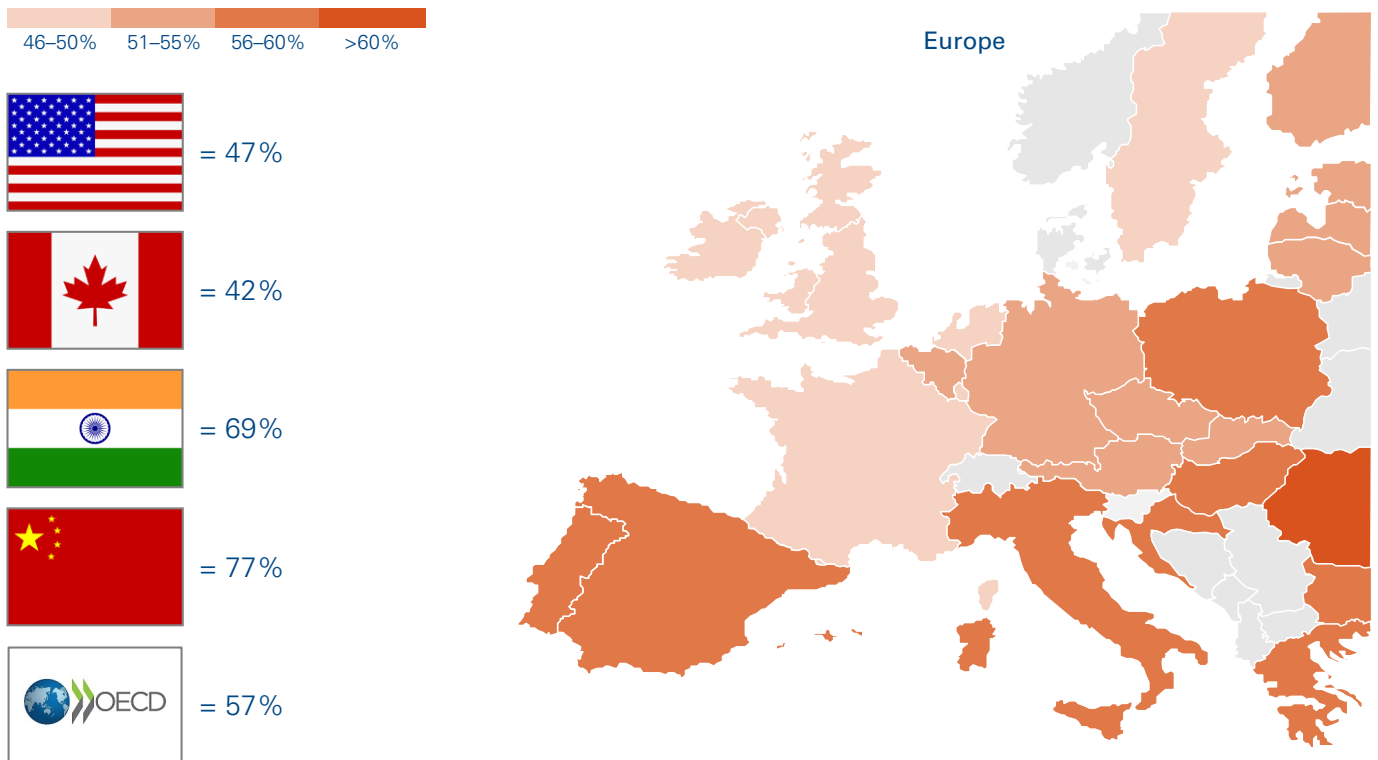 46–50% 51–55% 56–60% >60%
Europe
= 47%
= 42%
= 69%
= 77%
OECD = 57%